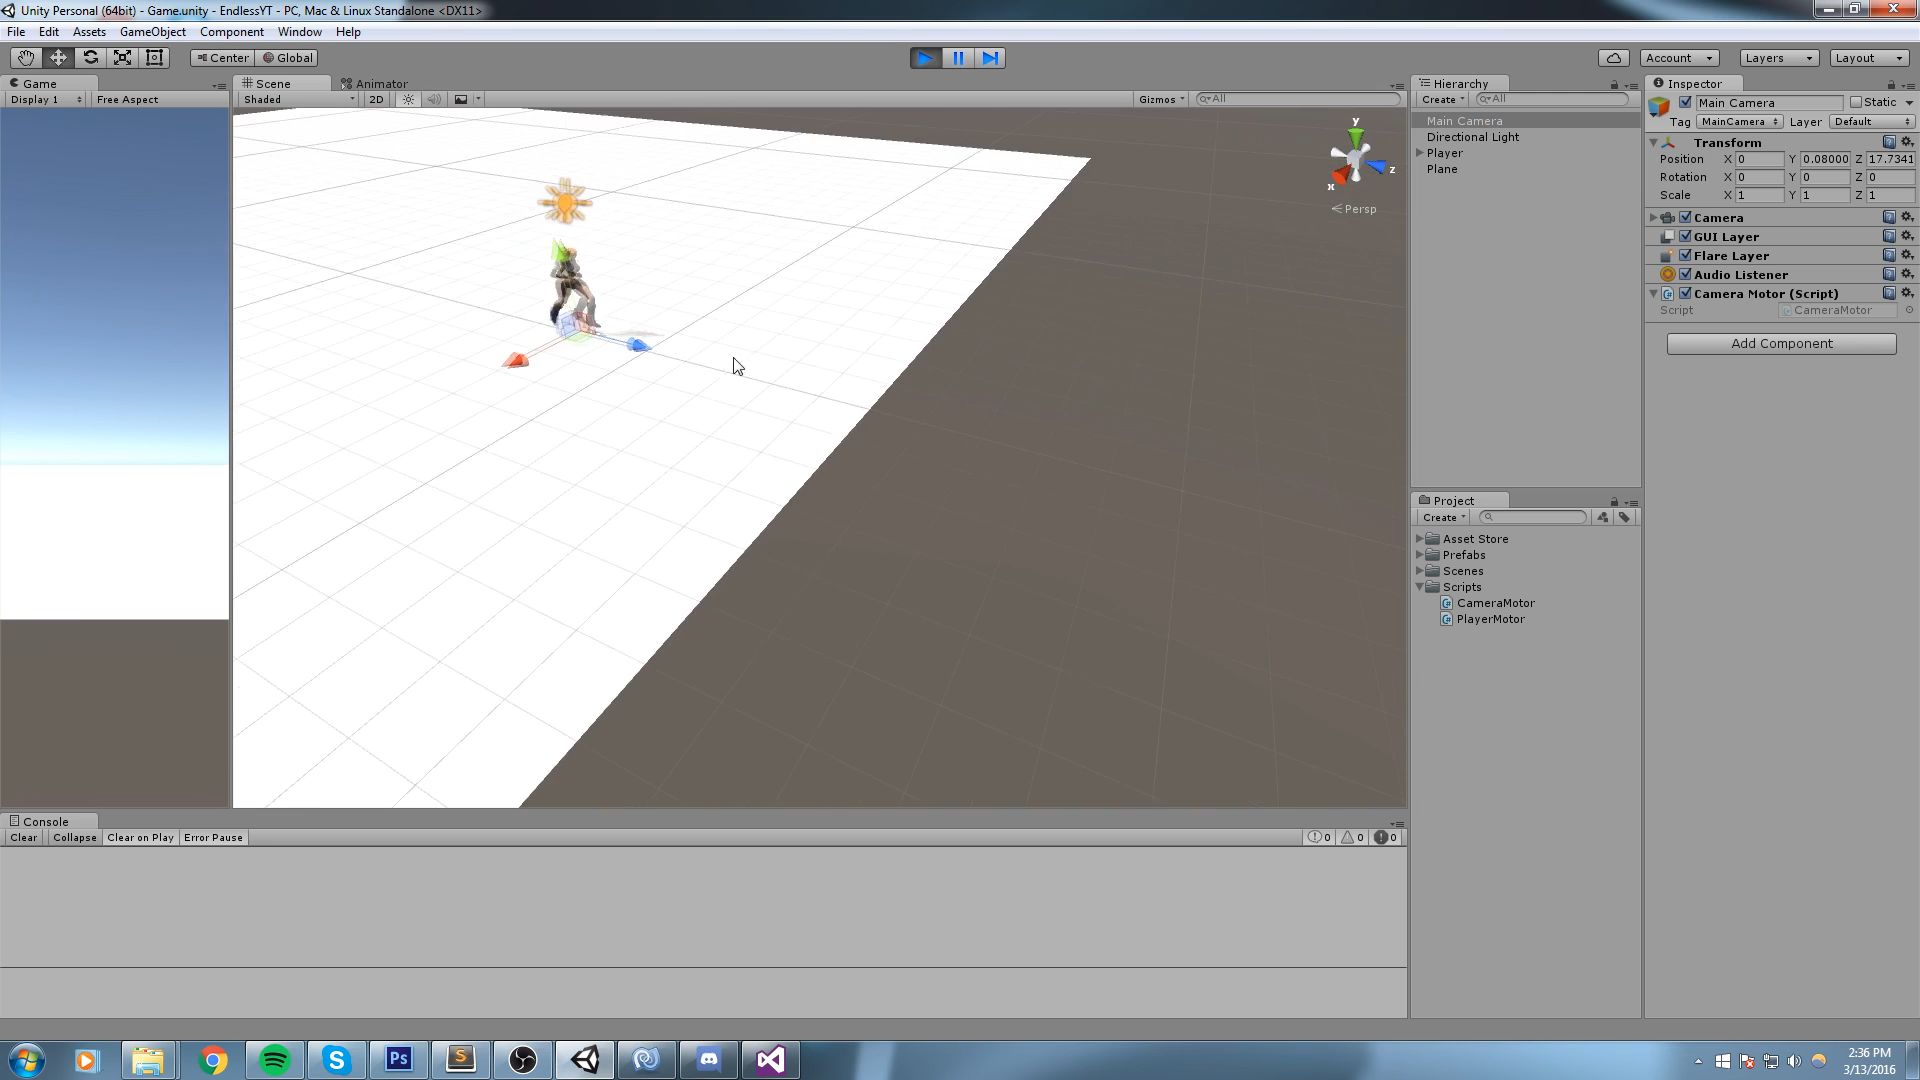 Unity Personal (64bit) - Game.unity - EndlessYT - PC, Mac & Linux Standalone <DX11>
File Edit Assets GameObject Component Window Help
Center Global Account Layers Layout
Game Scene Animator Hierarchy Inspector
Display 1 Free Aspect Shaded 2D Gizmos All Create All
Main Camera Static
Tag MainCamera Layer Default
Main Camera
Directional Light
Player
Plane
Transform
Position X 0 Y 0.08000 Z 17.7341
Rotation X 0 Y 0 Z 0
Scale X 1 Y 1 Z 1
Camera
GUI Layer
Flare Layer
Audio Listener
Camera Motor (Script)
Script CameraMotor
Add Component
y
z
x
Persp
Project
Create
Asset Store
Prefabs
Scenes
Scripts
CameraMotor
PlayerMotor
Console
Clear Collapse Clear on Play Error Pause 0 0 0
S Ps S
2:36 PM
3/13/2016